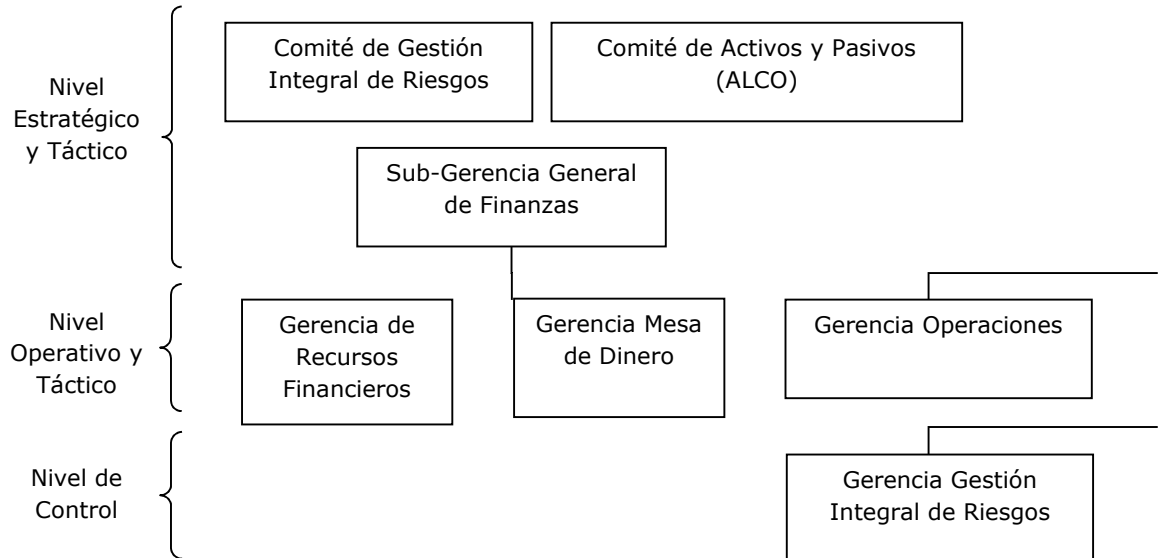 Nivel
Estratégico
y Táctico
Comité de Gestión
Integral de Riesgos
Comité de Activos y Pasivos
(ALCO)
Sub-Gerencia General
de Finanzas
Nivel
Operativo y
Táctico
Gerencia de
Recursos
Financieros
Gerencia Mesa
de Dinero
Gerencia Operaciones
Nivel de
Control
Gerencia Gestión
Integral de Riesgos